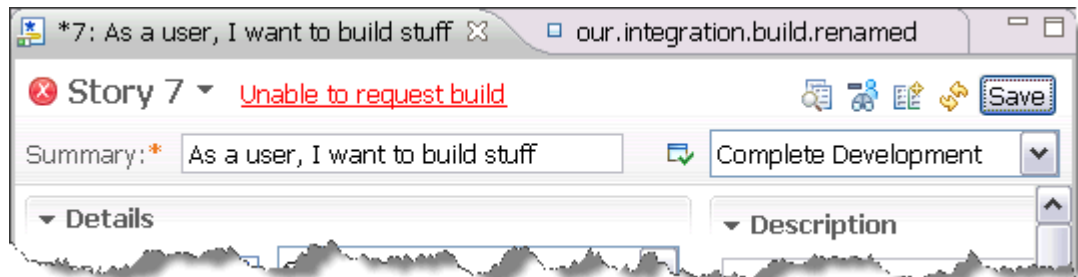 *7: As a user, I want to build stuff our.integration.build.renamed
Story 7 Unable to request build Save
Summary:* As a user, I want to build stuff Complete Development
Details Description